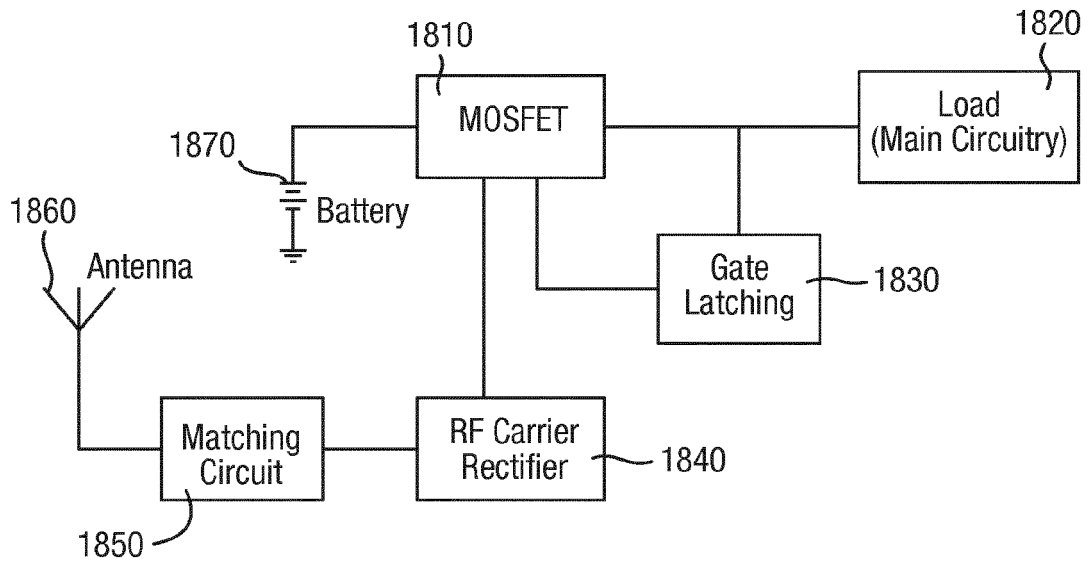 1810
MOSFET
1820
Load
(Main Circuitry)
1870
Battery
1860
Antenna
Gate
Latching
1830
Matching
Circuit
1850
RF Carrier
Rectifier
1840